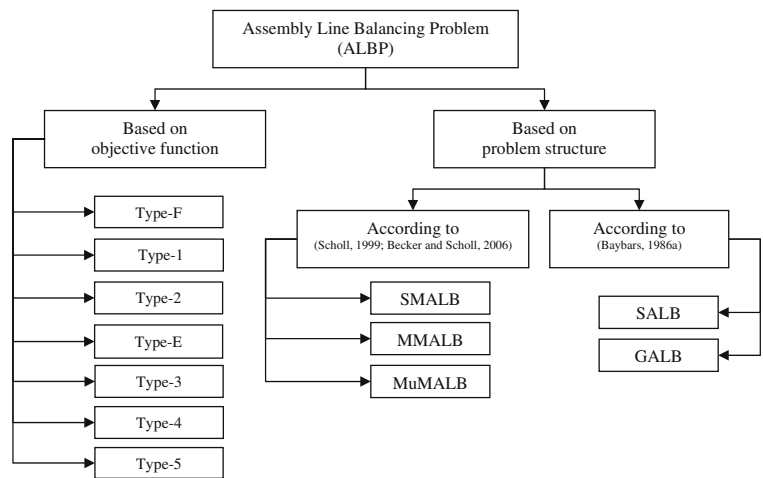 Assembly Line Balancing Problem
(ALBP)
Based on
objective function
Based on
problem structure
Type-F
Type-1
Type-2
Type-E
Type-3
Type-4
Type-5
According to
(Scholl, 1999; Becker and Scholl, 2006)
SMALB
MMALB
MuMALB
According to
(Baybars, 1986a)
SALB
GALB